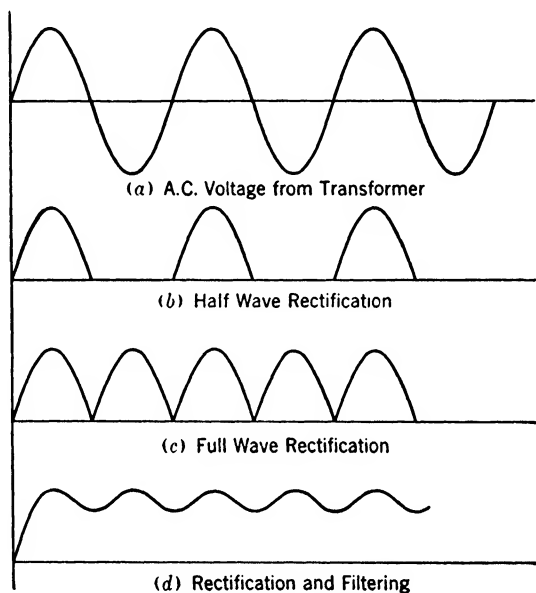 (a) A.C. Voltage from Transformer
(b) Half Wave Rectification
(c) Full Wave Rectification
(d) Rectification and Filtering